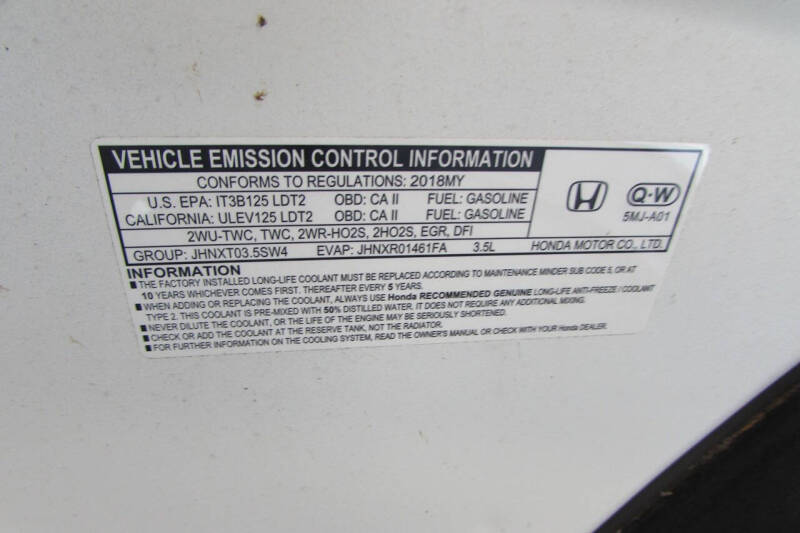 VEHICLE EMISSION CONTROL INFORMATION
CONFORMS TO REGULATIONS: 2018MY
U.S. EPA: IT3B125 LDT2 OBD: CA II FUEL: GASOLINE
CALIFORNIA: ULEV125 LDT2 OBD: CA II FUEL: GASOLINE
2WU-TWC, TWC, 2WR-HO2S, 2HO2S, EGR, DFI
GROUP: JHNXT03.5SW4 EVAP: JHNXR01461FA 3.5L
Q·W
5MJ-A01
HONDA MOTOR CO., LTD.
INFORMATION
■ THE FACTORY INSTALLED LONG-LIFE COOLANT MUST BE REPLACED ACCORDING TO MAINTENANCE MINDER SUB CODE 5, OR AT
10 YEARS WHICHEVER COMES FIRST. THEREAFTER EVERY 5 YEARS.
■ WHEN ADDING OR REPLACING THE COOLANT, ALWAYS USE Honda RECOMMENDED GENUINE LONG-LIFE ANTI-FREEZE / COOLANT
TYPE 2. THIS COOLANT IS PRE-MIXED WITH 50% DISTILLED WATER. IT DOES NOT REQUIRE ANY ADDITIONAL MIXING.
■ NEVER DILUTE THE COOLANT, OR THE LIFE OF THE ENGINE MAY BE SERIOUSLY SHORTENED.
■ CHECK OR ADD THE COOLANT AT THE RESERVE TANK, NOT THE RADIATOR.
■ FOR FURTHER INFORMATION ON THE COOLING SYSTEM, READ THE OWNER'S MANUAL OR CHECK WITH YOUR Honda DEALER.